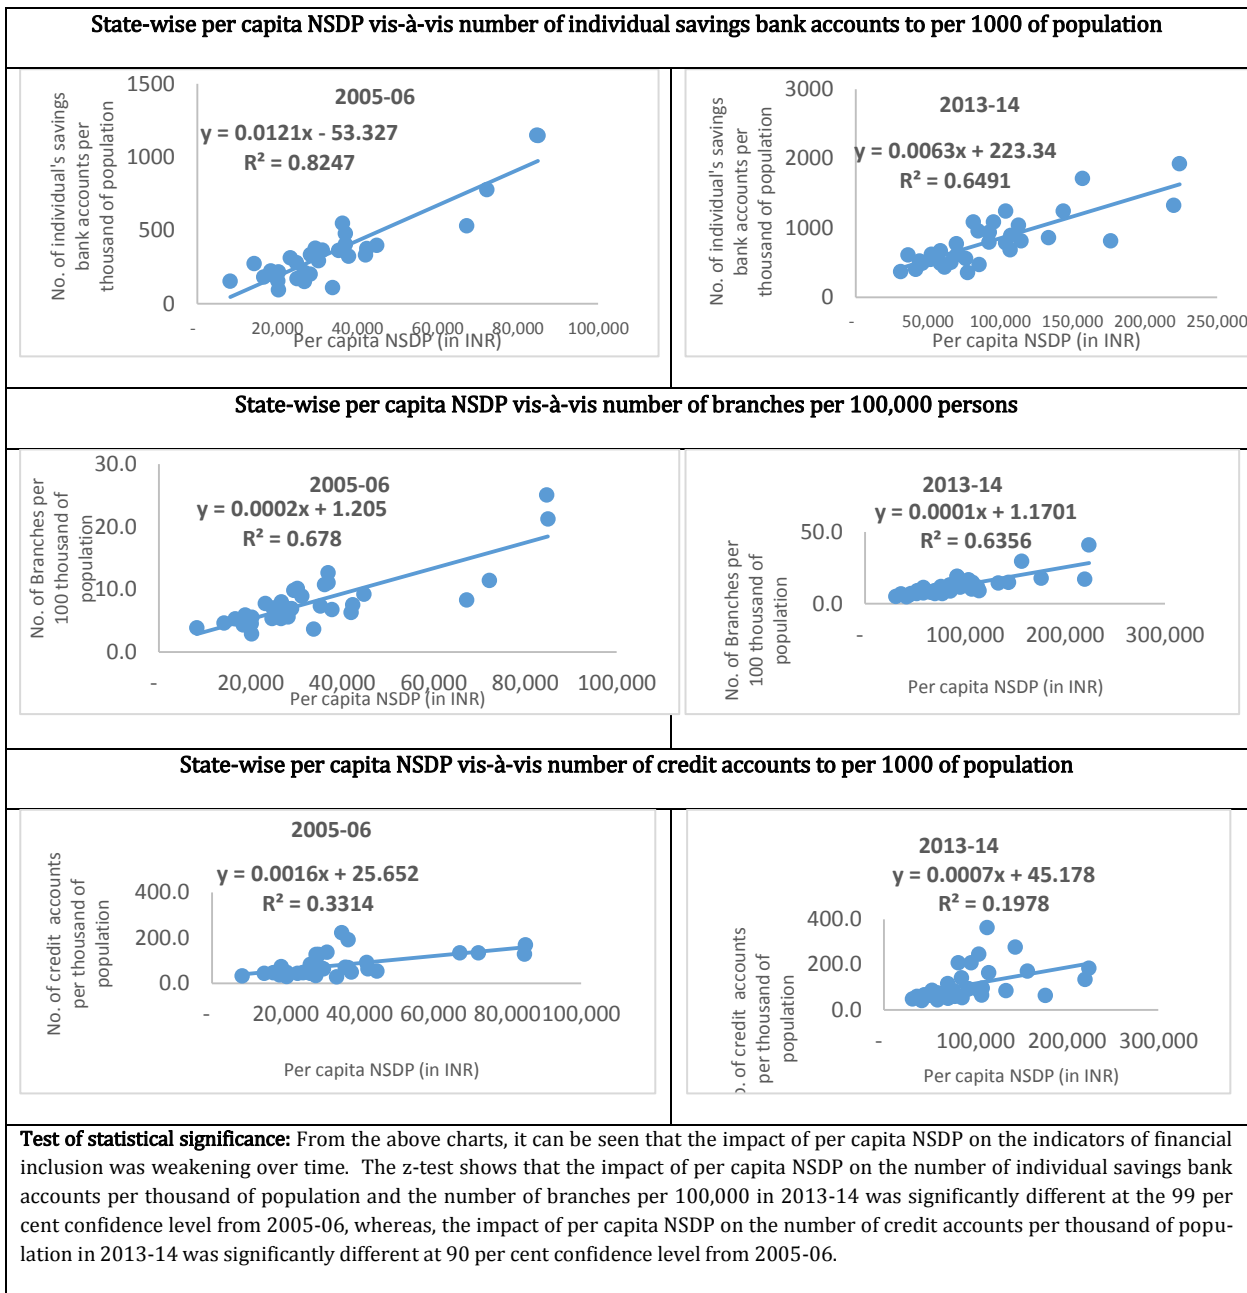 State-wise per capita NSDP vis-à-vis number of individual savings bank accounts to per 1000 of population
No. of individual's savings
bank accounts per
thousand of population
1500
1000
500
0
2005-06
y = 0.0121x - 53.327
R² = 0.8247
-
20,000
40,000
60,000
80,000
100,000
Per capita NSDP (in INR)
No. of individual's savings
bank accounts per
thousand of population
3000
2000
1000
0
2013-14
y = 0.0063x + 223.34
R² = 0.6491
-
50,000
100,000
150,000
200,000
250,000
Per capita NSDP (in INR)
State-wise per capita NSDP vis-à-vis number of branches per 100,000 persons
No. of Branches per
100 thousand of
population
30.0
20.0
10.0
0.0
2005-06
y = 0.0002x + 1.205
R² = 0.678
-
20,000
40,000
60,000
80,000
100,000
Per capita NSDP (in INR)
No. of Branches per
100 thousand of
population
50.0
0.0
2013-14
y = 0.0001x + 1.1701
R² = 0.6356
-
100,000
200,000
300,000
Per capita NSDP (in INR)
State-wise per capita NSDP vis-à-vis number of credit accounts to per 1000 of population
No. of credit accounts
per thousand of
population
400.0
200.0
0.0
2005-06
y = 0.0016x + 25.652
R² = 0.3314
-
20,000
40,000
60,000
80,000
100,000
Per capita NSDP (in INR)
o. of credit accounts
per thousand of
population
400.0
200.0
0.0
2013-14
y = 0.0007x + 45.178
R² = 0.1978
-
100,000
200,000
300,000
Per capita NSDP (in INR)
Test of statistical significance: From the above charts, it can be seen that the impact of per capita NSDP on the indicators of financial
inclusion was weakening over time. The z-test shows that the impact of per capita NSDP on the number of individual savings bank
accounts per thousand of population and the number of branches per 100,000 in 2013-14 was significantly different at the 99 per
cent confidence level from 2005-06, whereas, the impact of per capita NSDP on the number of credit accounts per thousand of popu-
lation in 2013-14 was significantly different at 90 per cent confidence level from 2005-06.